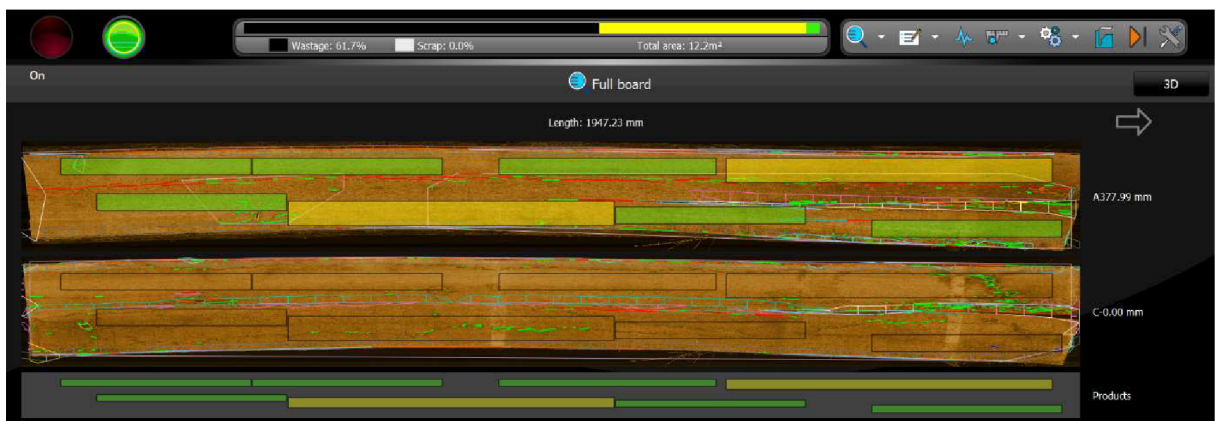 Wastage: 61.7% Scrap: 0.0% Total area: 12.2m²
On
Full board
3D
Length: 1947.23 mm
A377.99 mm
C-0.00 mm
Products